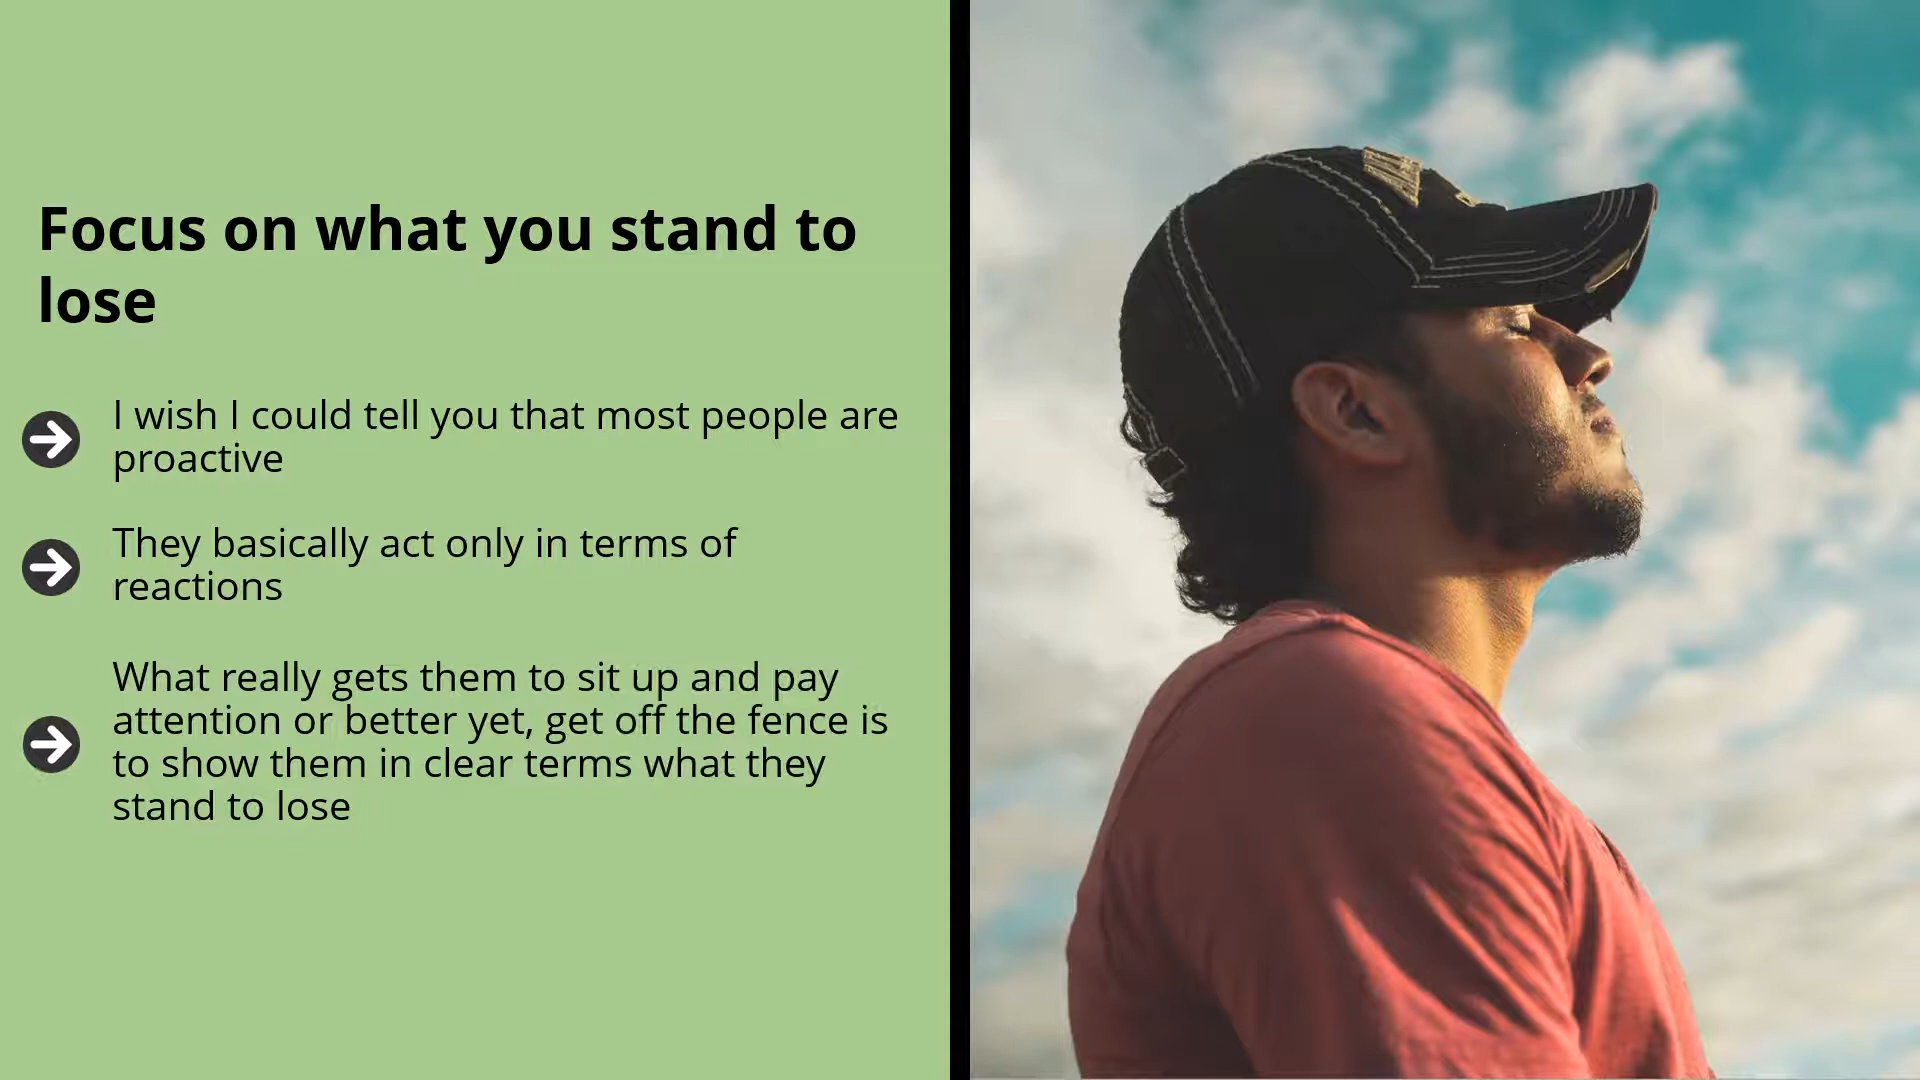 Focus on what you stand to
lose
I wish I could tell you that most people are
proactive
They basically act only in terms of
reactions
What really gets them to sit up and pay
attention or better yet, get off the fence is
to show them in clear terms what they
stand to lose